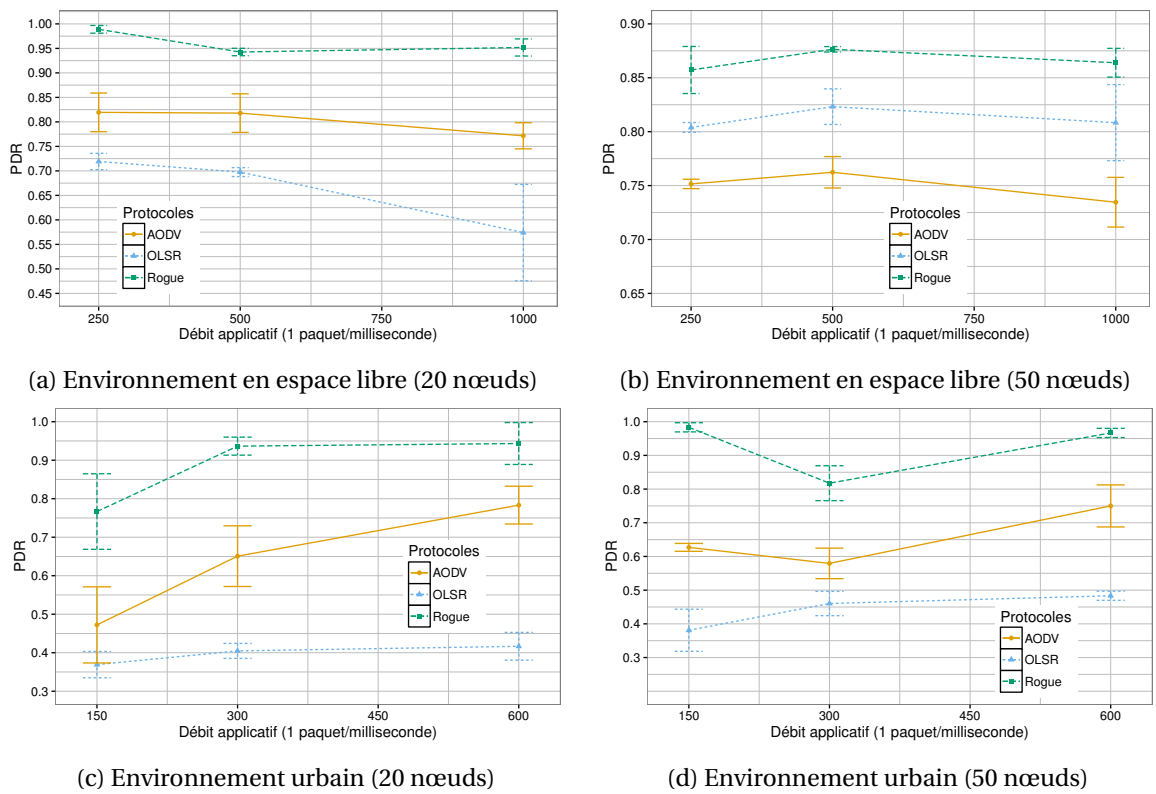 1.00
0.95
0.90
0.85
0.80
0.75
0.70
0.65
0.60
0.55
0.50
0.45
PDR
Protocoles
AODV
OLSR
Rogue
250
500
1000
Débit applicatif (1 paquet/milliseconde)
(a) Environnement en espace libre (20 nœuds)
0.90
0.85
0.80
0.75
0.70
0.65
PDR
Protocoles
AODV
OLSR
Rogue
250
500
1000
Débit applicatif (1 paquet/milliseconde)
(b) Environnement en espace libre (50 nœuds)
1.0
0.9
0.8
0.7
0.6
0.5
0.4
0.3
PDR
Protocoles
AODV
OLSR
Rogue
150
300
450
600
Débit applicatif (1 paquet/milliseconde)
(c) Environnement urbain (20 nœuds)
1.0
0.9
0.8
0.7
0.6
0.5
0.4
0.3
PDR
Protocoles
AODV
OLSR
Rogue
150
300
450
600
Débit applicatif (1 paquet/milliseconde)
(d) Environnement urbain (50 nœuds)